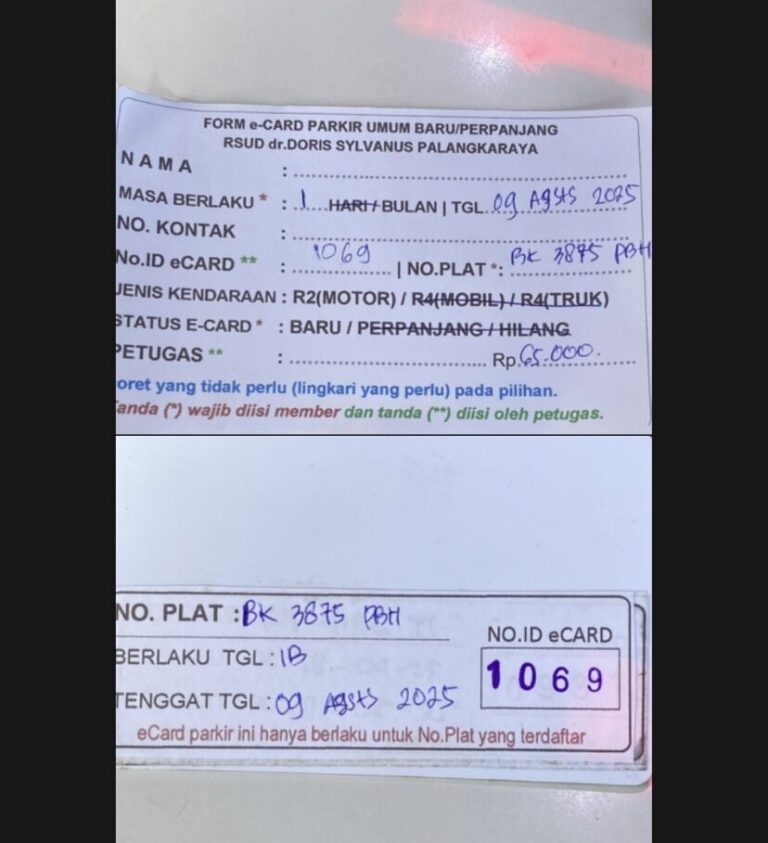 FORM e-CARD PARKIR UMUM BARU/PERPANJANG
RSUD dr.DORIS SYLVANUS PALANGKARAYA
NAMA :
MASA BERLAKU * : 1 HARI / BULAN | TGL. 09 Agsts 2025
NO. KONTAK :
No.ID eCARD ** : 1069 | NO.PLAT *: BK 3875 PBH
JENIS KENDARAAN : R2(MOTOR) / R4(MOBIL) / R4(TRUK)
STATUS E-CARD * : BARU / PERPANJANG / HILANG
PETUGAS ** : Rp. 65.000.
oret yang tidak perlu (lingkari yang perlu) pada pilihan.
Tanda (*) wajib diisi member dan tanda (**) diisi oleh petugas.
NO. PLAT : BK 3875 PBH
BERLAKU TGL : 1B
TENGGAT TGL : 09 Agsts 2025
NO.ID eCARD
1069
eCard parkir ini hanya berlaku untuk No.Plat yang terdaftar